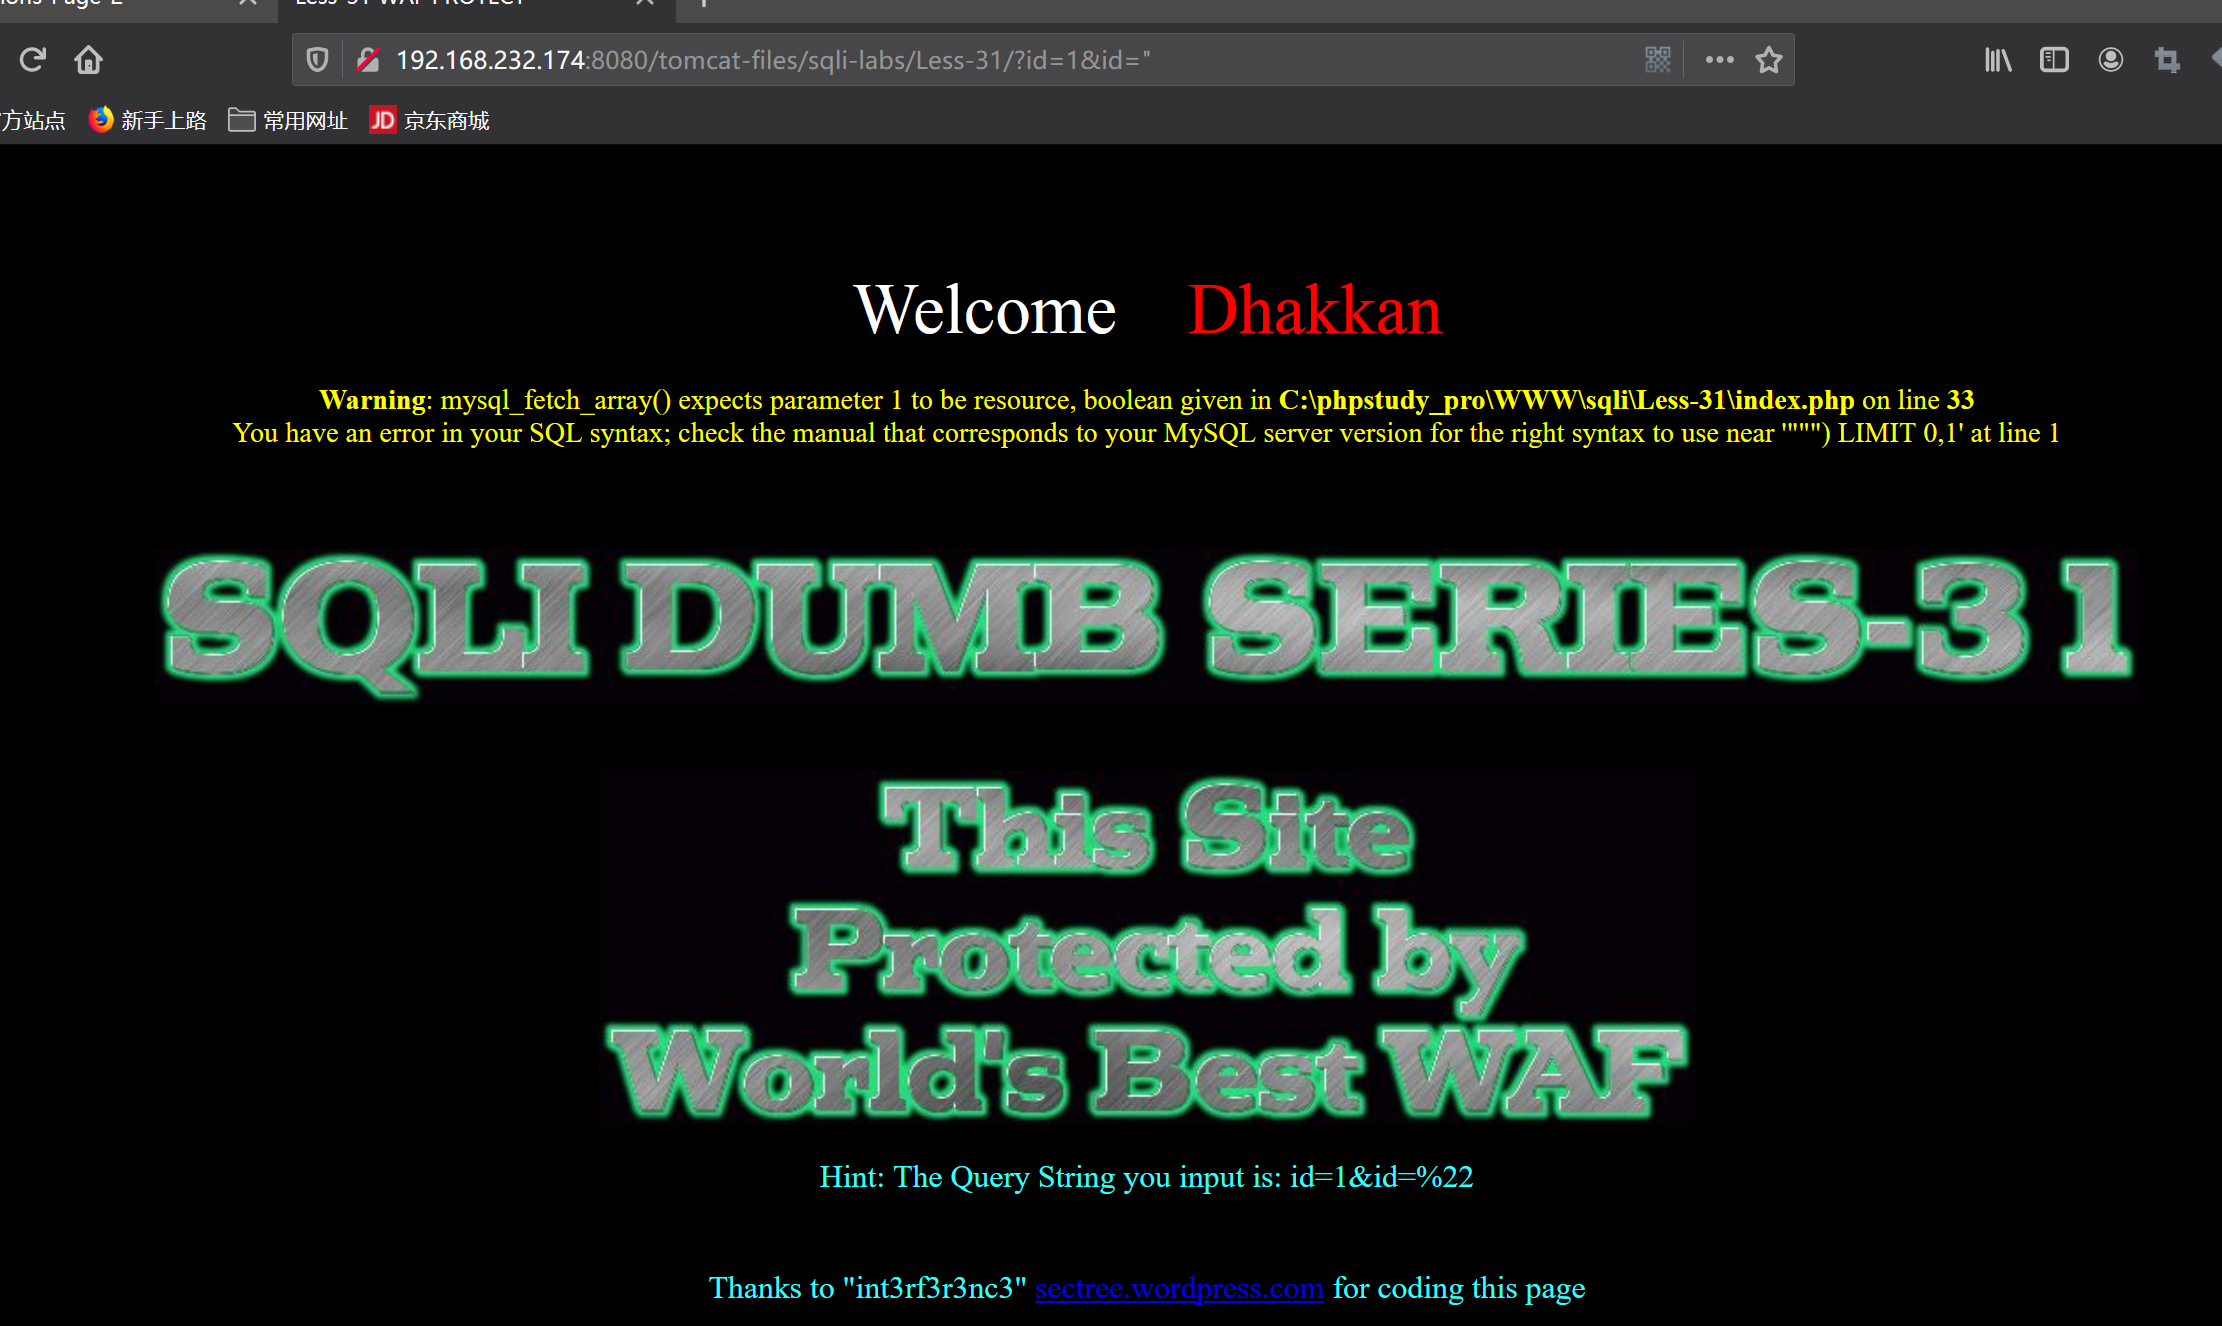 ions-Page-2
Less-31 WAF PROTECT
192.168.232.174:8080/tomcat-files/sqli-labs/Less-31/?id=1&id="
方站点 新手上路 常用网址 JD 京东商城
Welcome Dhakkan
Warning: mysql_fetch_array() expects parameter 1 to be resource, boolean given in C:\phpstudy_pro\WWW\sqli\Less-31\index.php on line 33
You have an error in your SQL syntax; check the manual that corresponds to your MySQL server version for the right syntax to use near '"""") LIMIT 0,1' at line 1
SQLI DUMB SERIES-3 1
This Site
Protected by
World's Best WAF
Hint: The Query String you input is: id=1&id=%22
Thanks to "int3rf3r3nc3" sectree.wordpress.com for coding this page